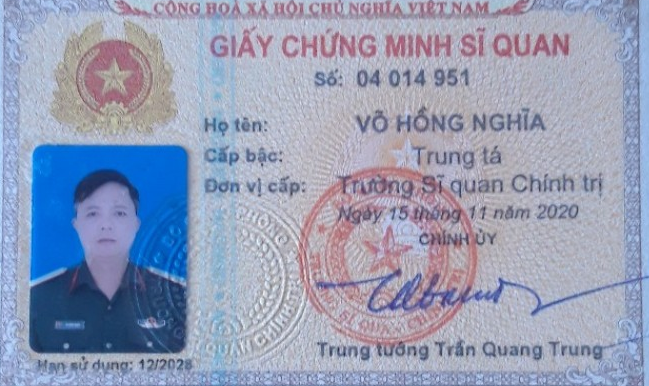 CỘNG HOÀ XÃ HỘI CHỦ NGHĨA VIỆT NAM
GIẤY CHỨNG MINH SĨ QUAN
Số: 04 014 951
Họ tên: VÕ HỒNG NGHĨA
Cấp bậc: Trung tá
Đơn vị cấp: Trường Sĩ quan Chính trị
Ngày 15 tháng 11 năm 2020
CHÍNH ỦY
Trung tướng Trần Quang Trung
Hạn sử dụng: 12/2028